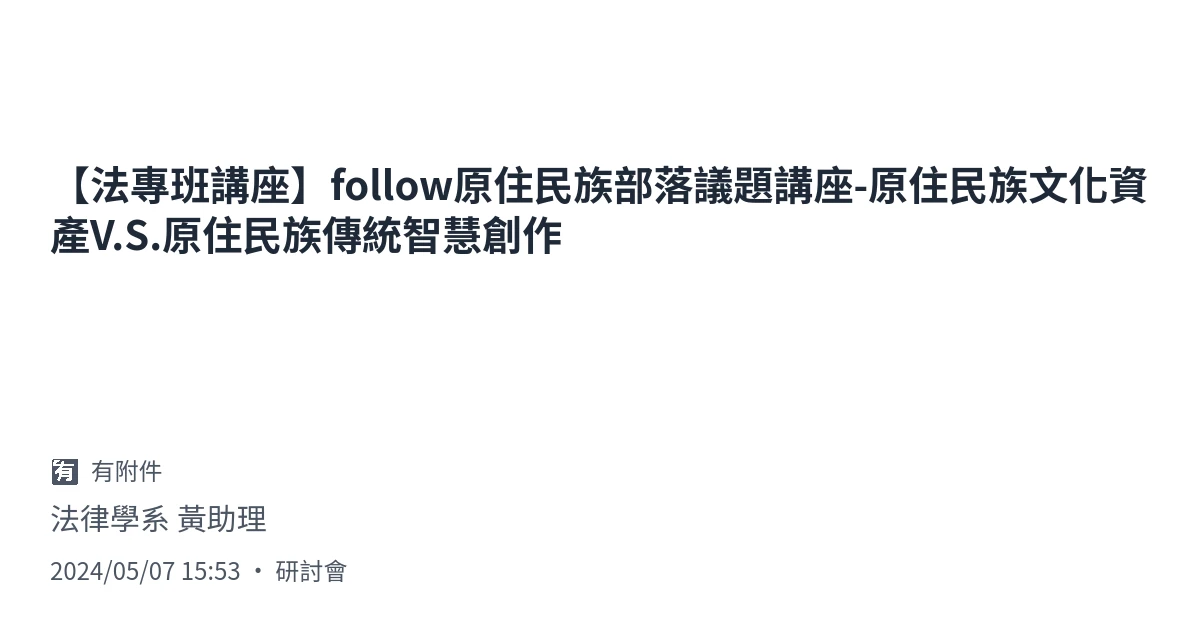 【法專班講座】follow原住民族部落議題講座-原住民族文化資
產V.S.原住民族傳統智慧創作
有 有附件
法律學系 黃助理
2024/05/07 15:53 ・ 研討會